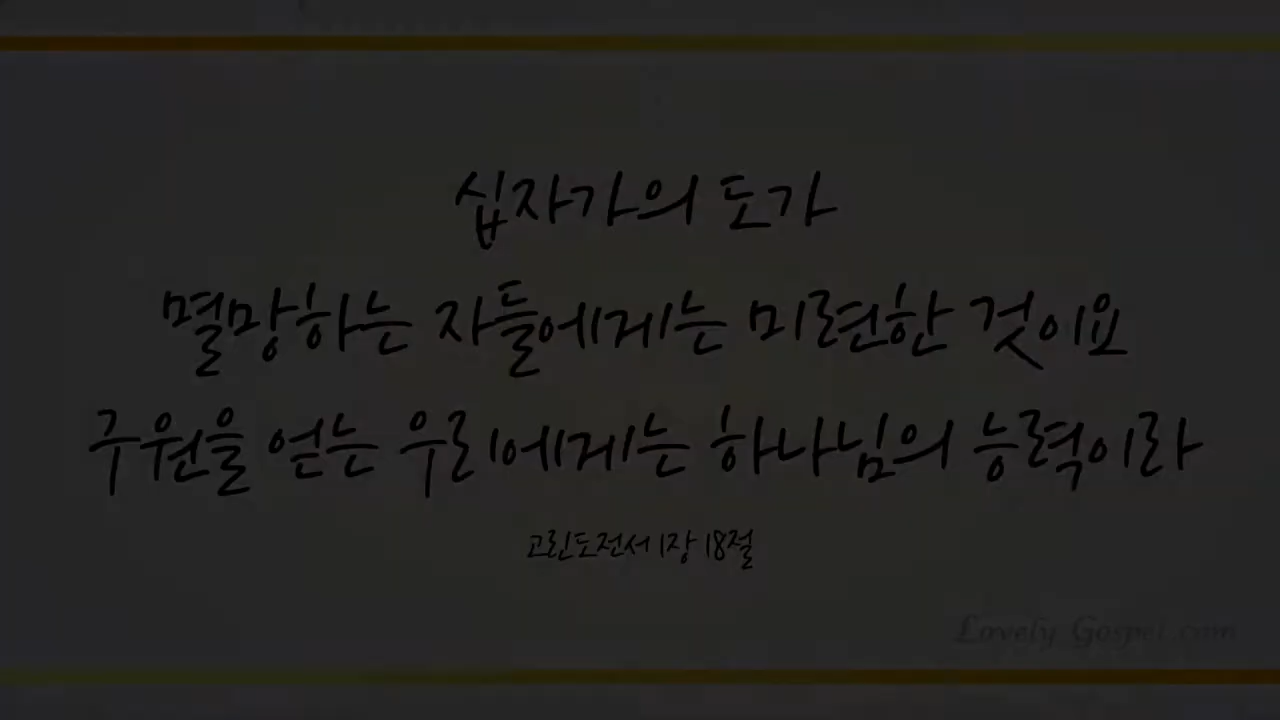 십자가의 도가
멸망하는 자들에게는 미련한 것이요
구원을 얻는 우리에게는 하나님의 능력이라
고린도전서 1장 18절
Lovely Gospel.com